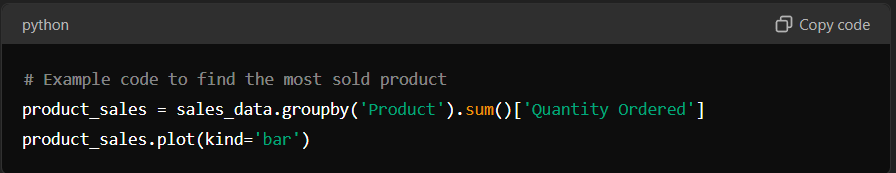 python
Copy code
# Example code to find the most sold product
product_sales = sales_data.groupby('Product').sum()['Quantity Ordered']
product_sales.plot(kind='bar')